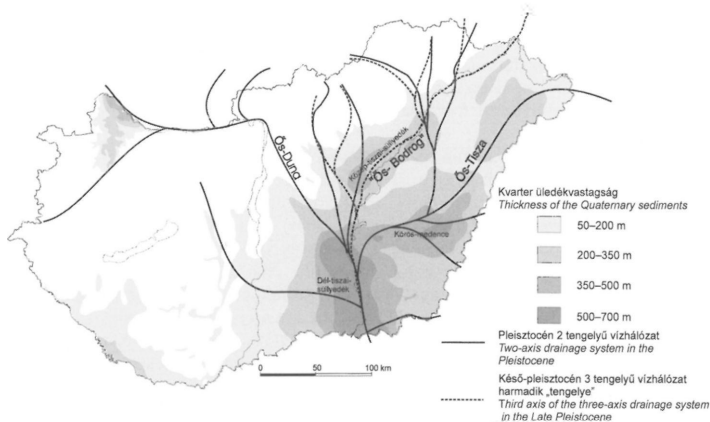 Ős-Duna
Közép-tiszai-süllyedék
"Ős-Bodrog"
Ős-Tisza
Körös-medence
Dél-tiszai-
süllyedék
0 50 100 km
Kvarter üledékvastagság
Thickness of the Quaternary sediments
50–200 m
200–350 m
350–500 m
500–700 m
Pleisztocén 2 tengelyű vízhálózat
Two-axis drainage system in the
Pleistocene
Késő-pleisztocén 3 tengelyű vízhálózat
harmadik „tengelye”
Third axis of the three-axis drainage system
in the Late Pleistocene